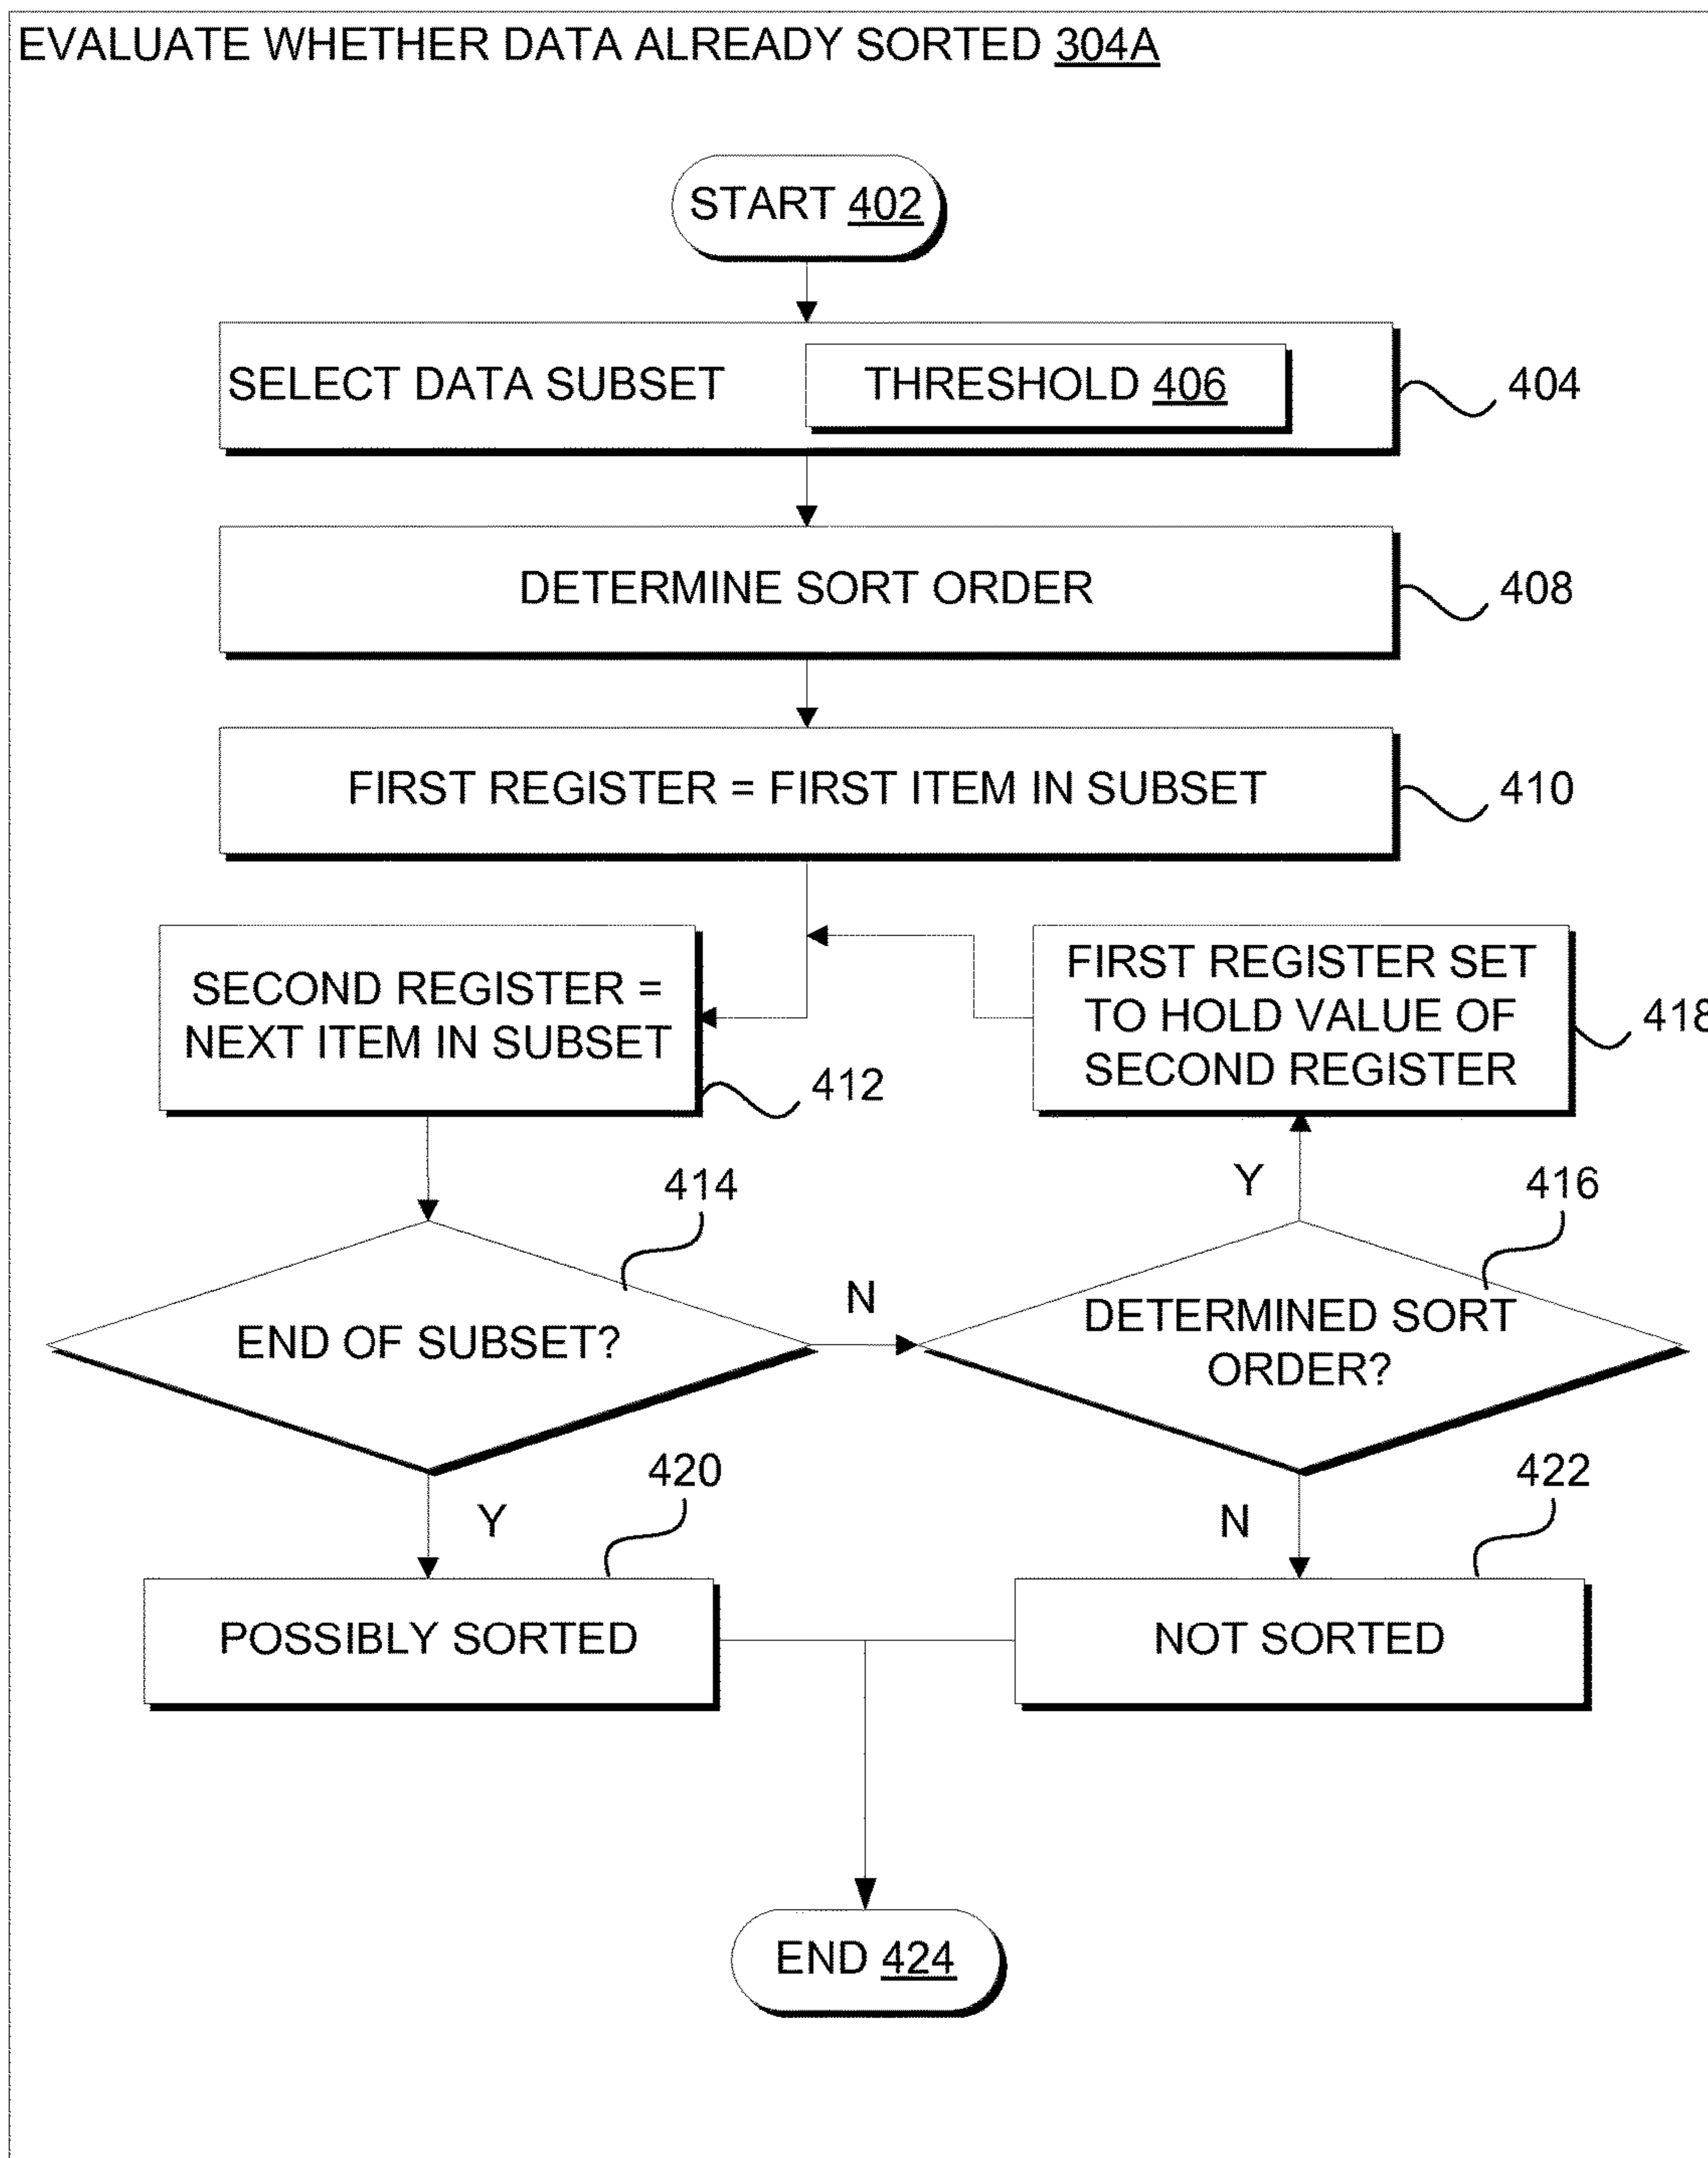 EVALUATE WHETHER DATA ALREADY SORTED 304A
START 402
SELECT DATA SUBSET
THRESHOLD 406
404
DETERMINE SORT ORDER
408
FIRST REGISTER = FIRST ITEM IN SUBSET
410
SECOND REGISTER =
NEXT ITEM IN SUBSET
412
FIRST REGISTER SET
TO HOLD VALUE OF
SECOND REGISTER
418
414
END OF SUBSET?
N
Y
416
DETERMINED SORT
ORDER?
Y
420
POSSIBLY SORTED
N
422
NOT SORTED
END 424